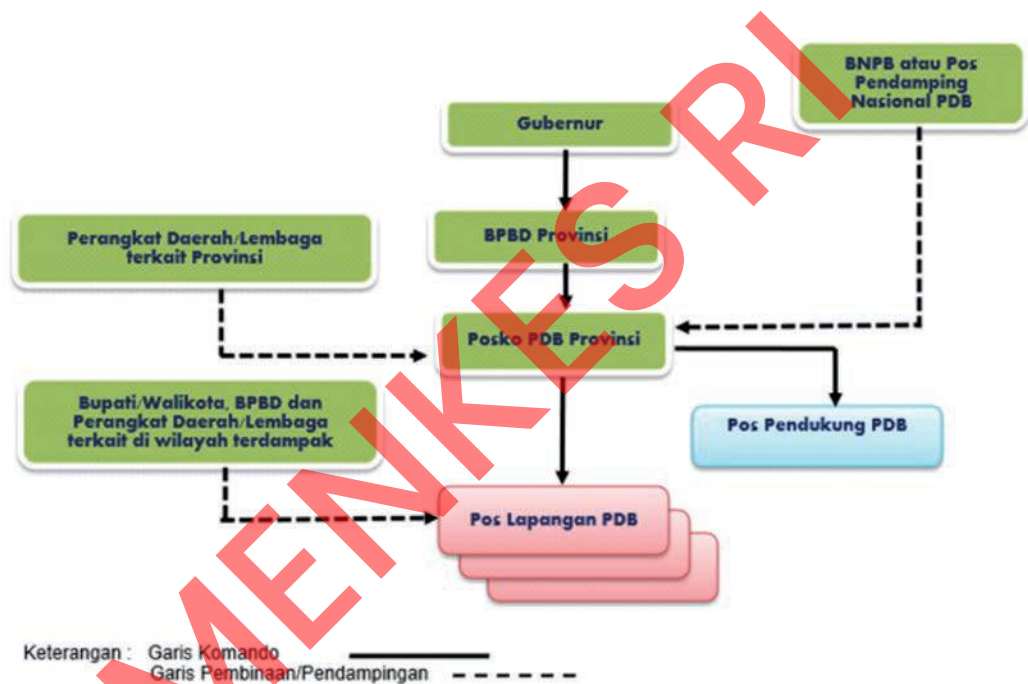 BNPB atau Pos
Pendamping
Nasional PDB
Gubernur
Perangkat Daerah/Lembaga
terkait Provinsi
BPBD Provinsi
Posko PDB Provinsi
Bupati/Walikota, BPBD dan
Perangkat Daerah/Lembaga
terkait di wilayah terdampak
Pos Pendukung PDB
Pos Lapangan PDB
Keterangan : Garis Komando
Garis Pembinaan/Pendampingan
MENKES RI